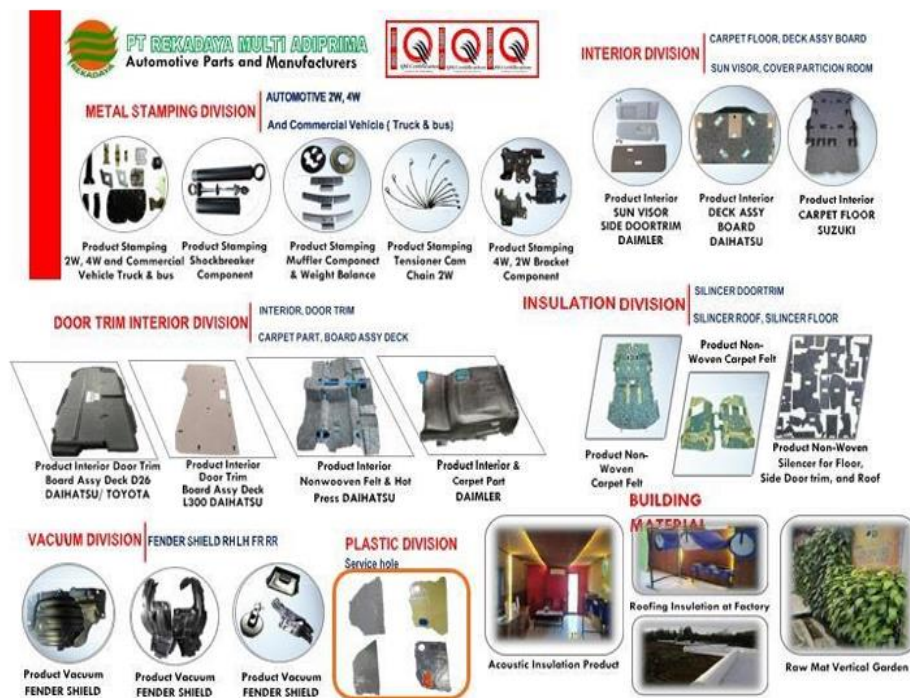 REKADAYA
PT REKADAYA MULTI ADIPRIMA
Automotive Parts and Manufacturers
METAL STAMPING DIVISION
AUTOMOTIVE 2W, 4W
And Commercial Vehicle ( Truck & bus)
Product Stamping
2W, 4W and Commercial
Vehicle Truck & bus
Product Stamping
Shockbreaker
Component
Product Stamping
Muffler Componect
& Weight Balance
Product Stamping
Tensioner Cam
Chain 2W
Product Stamping
4W, 2W Bracket
Component
INTERIOR DIVISION
CARPET FLOOR, DECK ASSY BOARD
SUN VISOR, COVER PARTICION ROOM
Product Interior
SUN VISOR
SIDE DOORTRIM
DAIMLER
Product Interior
DECK ASSY
BOARD
DAIHATSU
Product Interior
CARPET FLOOR
SUZUKI
DOOR TRIM INTERIOR DIVISION
INTERIOR, DOOR TRIM
CARPET PART, BOARD ASSY DECK
Product Interior Door Trim
Board Assy Deck D26
DAIHATSU/ TOYOTA
Product Interior
Door Trim
Board Assy Deck
L300 DAIHATSU
Product Interior
Nonwooven Felt & Hot
Press DAIHATSU
Product Interior &
Carpet Part
DAIMLER
INSULATION DIVISION
SILINCER DOORTRIM
SILINCER ROOF, SILINCER FLOOR
Product Non-
Woven
Carpet Felt
Product Non-
Woven Carpet Felt
Product Non-Woven
Silencer for Floor,
Side Door trim, and Roof
VACUUM DIVISION
FENDER SHIELD RH LH FR RR
Product Vacuum
FENDER SHIELD
Product Vacuum
FENDER SHIELD
Product Vacuum
FENDER SHIELD
PLASTIC DIVISION
Service hole
BUILDING
MATERIAL
Acoustic Insulation Product
Roofing Insulation at Factory
Raw Mat Vertical Garden